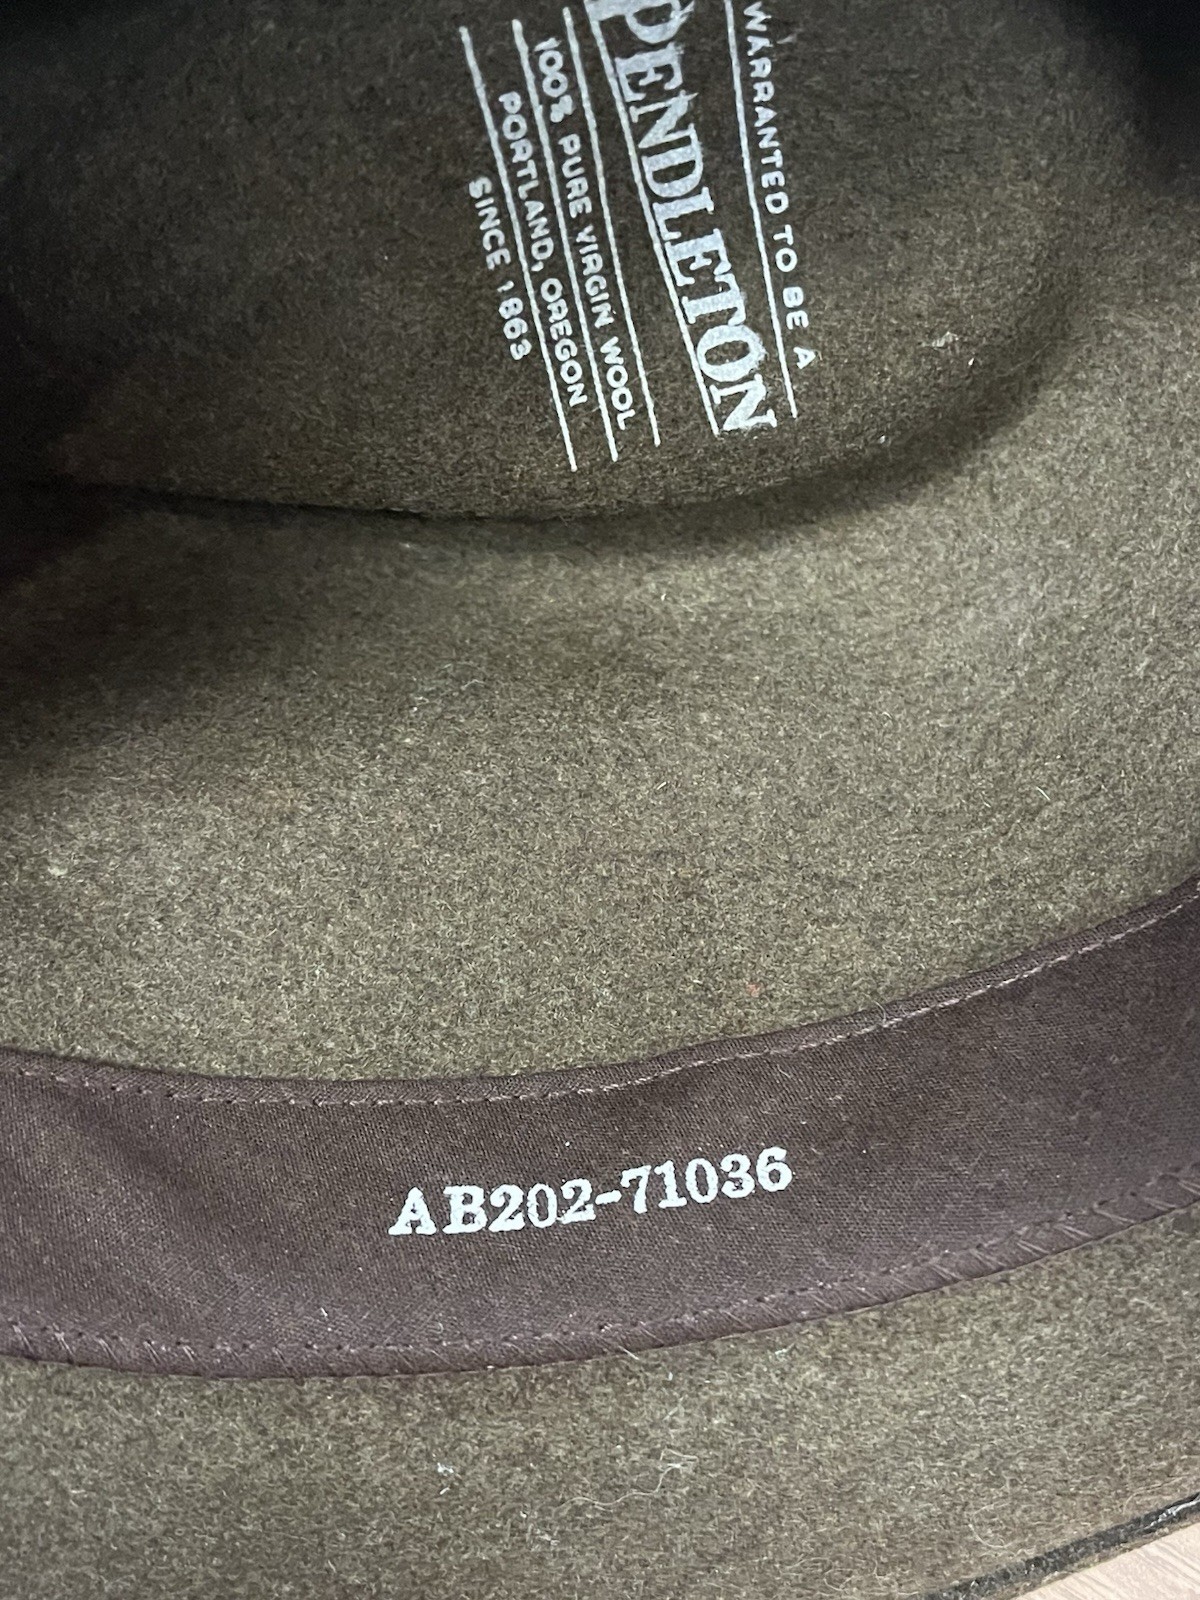 WARRANTED TO BE A
PENDLETON
100% PURE VIRGIN WOOL
PORTLAND, OREGON
SINCE 1863
AB202-71036